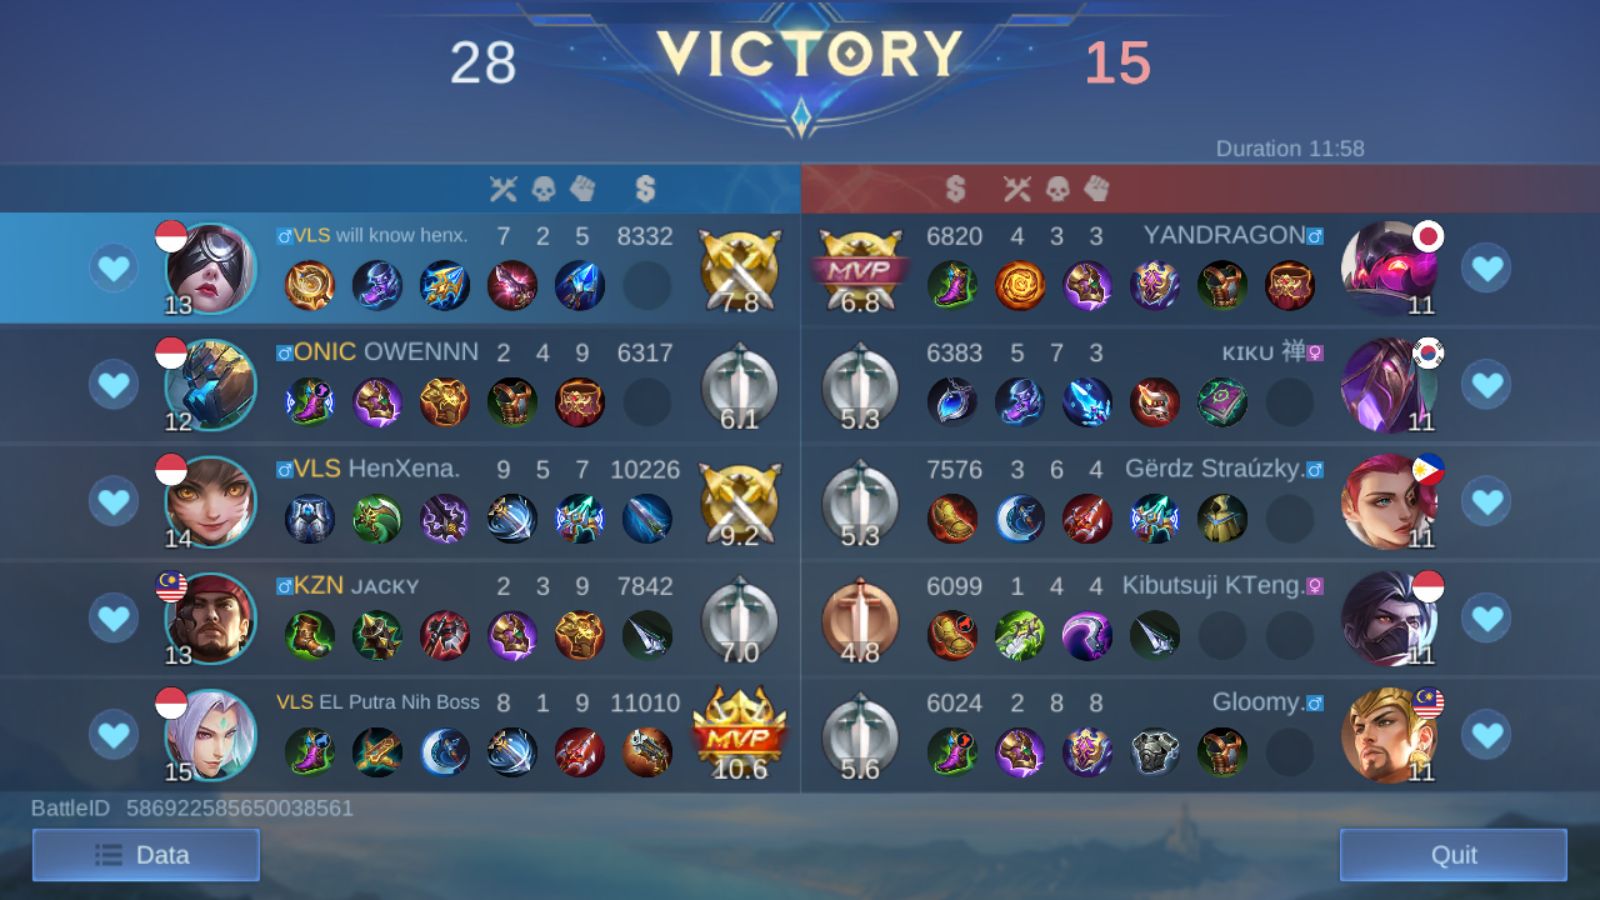 28 VICTORY 15
Duration 11:58
VLS will know henx. 7 2 5 8332
13 7.8
6820 4 3 3 YANDRAGON
MVP
6.8 11
ONIC OWENNN 2 4 9 6317
12 6.1
6383 5 7 3 KIKU 禅
5.3 11
VLS HenXena. 9 5 7 10226
14 9.2
7576 3 6 4 Gërdz Straúzky.
5.3 11
KZN JACKY 2 3 9 7842
13 7.0
6099 1 4 4 Kibutsuji KTeng.
4.8 11
VLS EL Putra Nih Boss 8 1 9 11010
MVP
15 10.6
6024 2 8 8 Gloomy.
5.6 11
BattleID 586922585650038561
Data
Quit